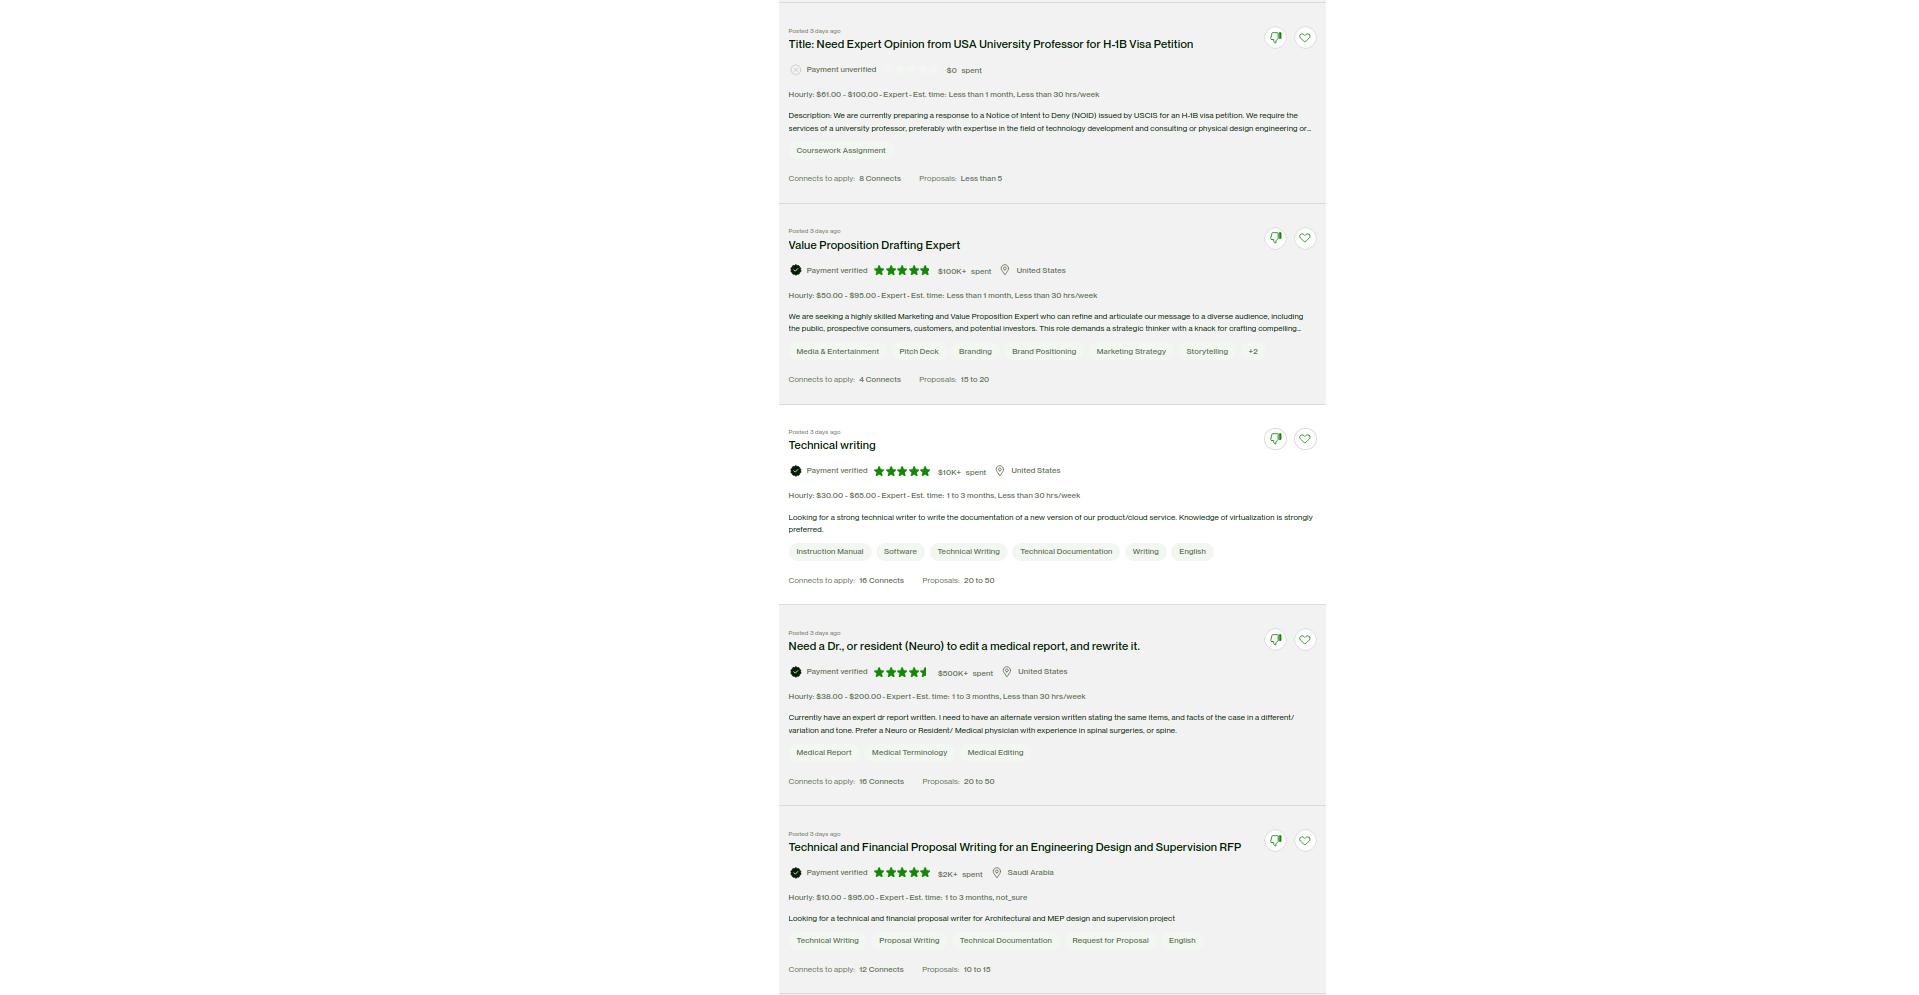 Posted 3 days ago
Title: Need Expert Opinion from USA University Professor for H-1B Visa Petition
Payment unverified $0 spent
Hourly: $61.00 - $100.00 - Expert - Est. time: Less than 1 month, Less than 30 hrs/week
Description: We are currently preparing a response to a Notice of Intent to Deny (NOID) issued by USCIS for an H-1B visa petition. We require the
services of a university professor, preferably with expertise in the field of technology development and consulting or physical design engineering or...
Coursework Assignment
Connects to apply: 8 Connects Proposals: Less than 5
Posted 3 days ago
Value Proposition Drafting Expert
Payment verified $100K+ spent United States
Hourly: $50.00 - $95.00 - Expert - Est. time: Less than 1 month, Less than 30 hrs/week
We are seeking a highly skilled Marketing and Value Proposition Expert who can refine and articulate our message to a diverse audience, including
the public, prospective consumers, customers, and potential investors. This role demands a strategic thinker with a knack for crafting compelling...
Media & Entertainment Pitch Deck Branding Brand Positioning Marketing Strategy Storytelling +2
Connects to apply: 4 Connects Proposals: 15 to 20
Posted 3 days ago
Technical writing
Payment verified $10K+ spent United States
Hourly: $30.00 - $65.00 - Expert - Est. time: 1 to 3 months, Less than 30 hrs/week
Looking for a strong technical writer to write the documentation of a new version of our product/cloud service. Knowledge of virtualization is strongly
preferred.
Instruction Manual Software Technical Writing Technical Documentation Writing English
Connects to apply: 16 Connects Proposals: 20 to 50
Posted 3 days ago
Need a Dr., or resident (Neuro) to edit a medical report, and rewrite it.
Payment verified $500K+ spent United States
Hourly: $38.00 - $200.00 - Expert - Est. time: 1 to 3 months, Less than 30 hrs/week
Currently have an expert dr report written. I need to have an alternate version written stating the same items, and facts of the case in a different/
variation and tone. Prefer a Neuro or Resident/ Medical physician with experience in spinal surgeries, or spine.
Medical Report Medical Terminology Medical Editing
Connects to apply: 16 Connects Proposals: 20 to 50
Posted 3 days ago
Technical and Financial Proposal Writing for an Engineering Design and Supervision RFP
Payment verified $2K+ spent Saudi Arabia
Hourly: $10.00 - $95.00 - Expert - Est. time: 1 to 3 months, not_sure
Looking for a technical and financial proposal writer for Architectural and MEP design and supervision project
Technical Writing Proposal Writing Technical Documentation Request for Proposal English
Connects to apply: 12 Connects Proposals: 10 to 15